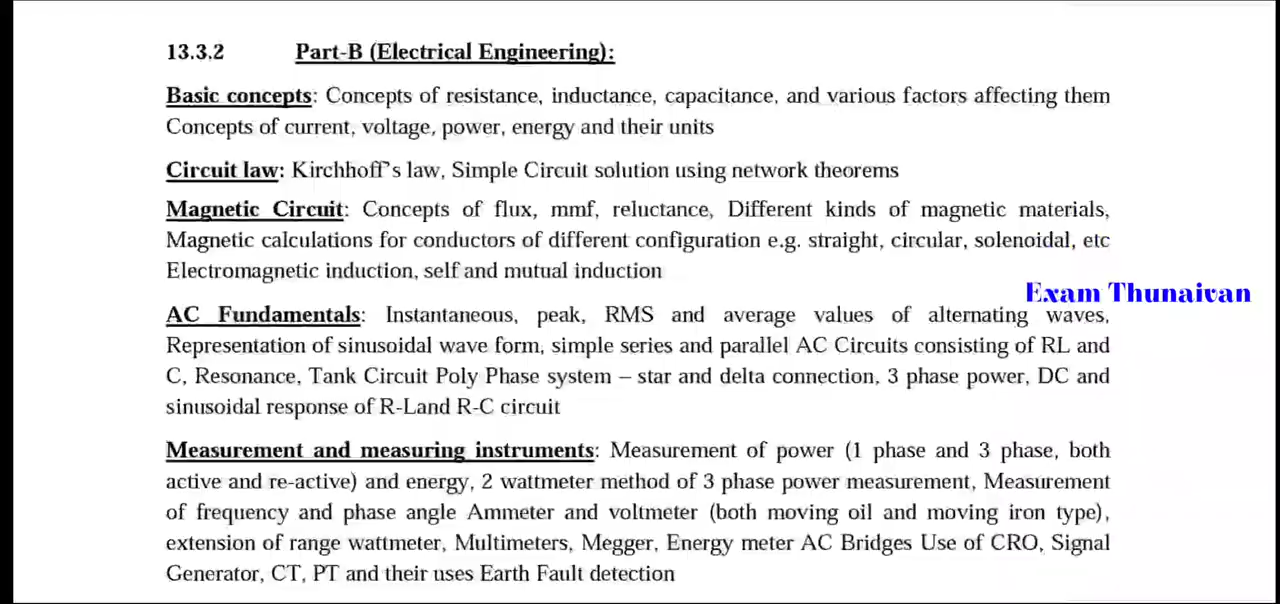 13.3.2 Part-B (Electrical Engineering):
Basic concepts: Concepts of resistance, inductance, capacitance, and various factors affecting them
Concepts of current, voltage, power, energy and their units
Circuit law: Kirchhoff's law, Simple Circuit solution using network theorems
Magnetic Circuit: Concepts of flux, mmf, reluctance, Different kinds of magnetic materials,
Magnetic calculations for conductors of different configuration e.g. straight, circular, solenoidal, etc
Electromagnetic induction, self and mutual induction
Exam Thunaivan
AC Fundamentals: Instantaneous, peak, RMS and average values of alternating waves,
Representation of sinusoidal wave form, simple series and parallel AC Circuits consisting of RL and
C, Resonance, Tank Circuit Poly Phase system – star and delta connection, 3 phase power, DC and
sinusoidal response of R-Land R-C circuit
Measurement and measuring instruments: Measurement of power (1 phase and 3 phase, both
active and re-active) and energy, 2 wattmeter method of 3 phase power measurement, Measurement
of frequency and phase angle Ammeter and voltmeter (both moving oil and moving iron type),
extension of range wattmeter, Multimeters, Megger, Energy meter AC Bridges Use of CRO, Signal
Generator, CT, PT and their uses Earth Fault detection